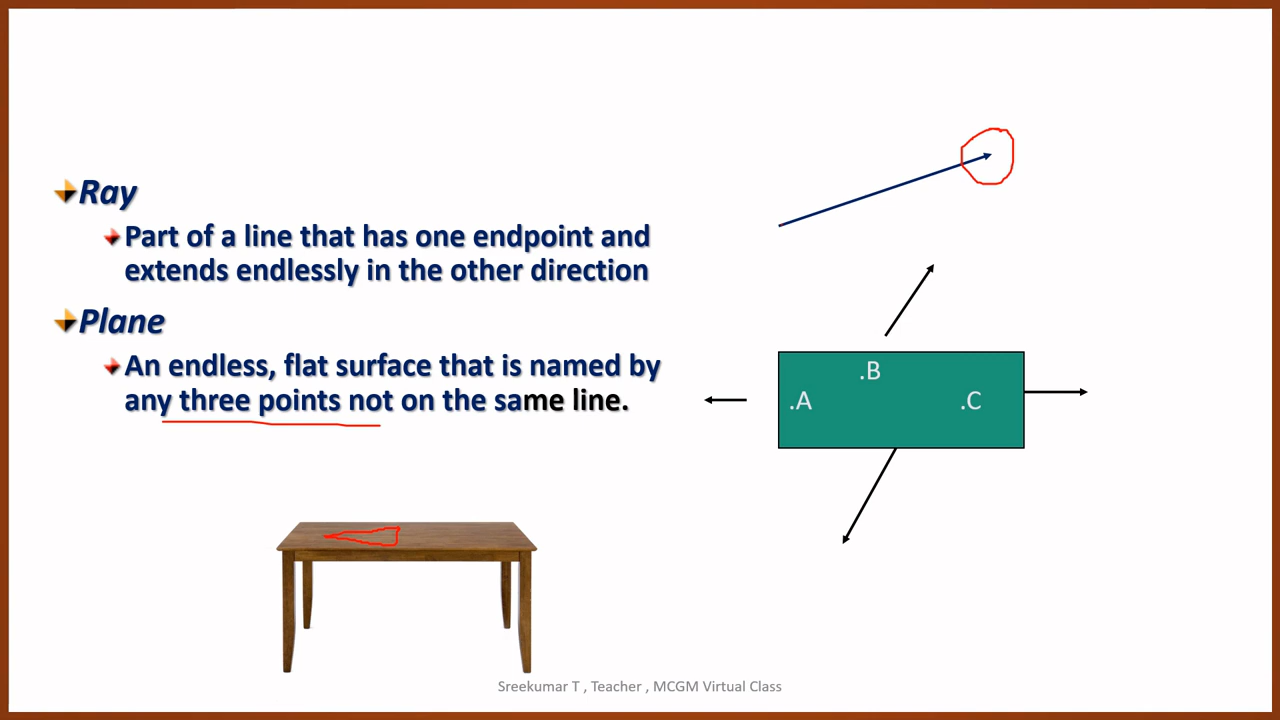 Ray
Part of a line that has one endpoint and
extends endlessly in the other direction
Plane
An endless, flat surface that is named by
any three points not on the same line.
.B
.A
.C
Sreekumar T , Teacher , MCGM Virtual Class